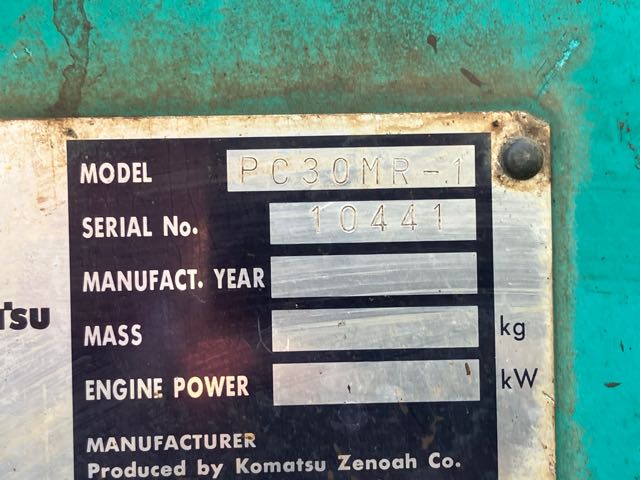 MODEL PC30MR-1
SERIAL No. 10441
MANUFACT. YEAR
MASS kg
ENGINE POWER kW
MANUFACTURER
Produced by Komatsu Zenoah Co.